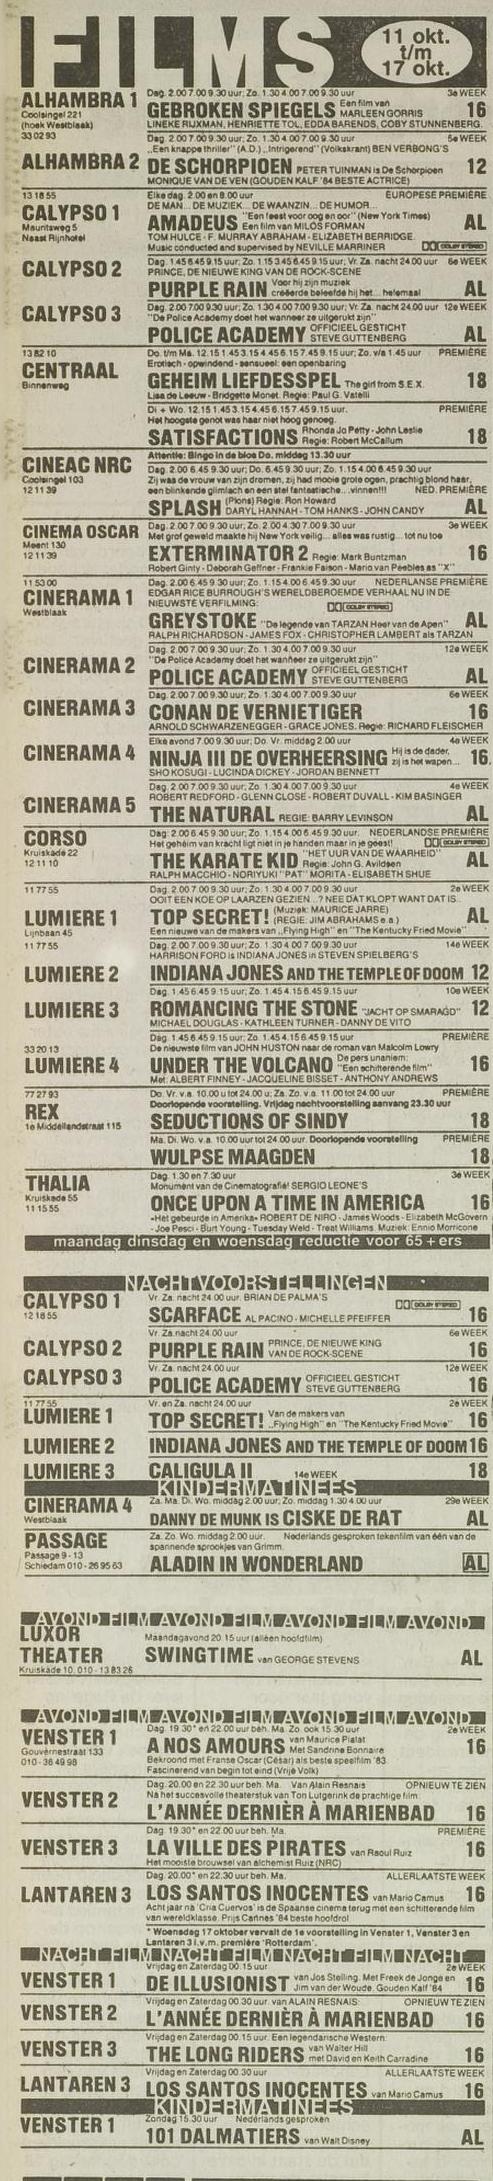 FILMS
11 okt.
t/m
17 okt.
ALHAMBRA 1
Coolsingel 221
(hoek Westblaak)
33 02 93
Dag. 2.00 7.00 9.30 uur; Zo. 1.30 4.00 7.00 9.30 uur 3e WEEK
GEBROKEN SPIEGELS Een film van MARLEEN GORRIS 16
LINEKE RIJXMAN, HENRIETTE TOL, EDDA BARENDS, COBY STUNNENBERG.
ALHAMBRA 2
Dag. 2.00 7.00 9.30 uur; Zo. 1.30 4.00 7.00 9.30 uur 5e WEEK
"Een knappe thriller" (A.D.) "Intrigerend" (Volkskrant) BEN VERBONG'S
DE SCHORPIOEN PETER TUINMAN is De Schorpioen 12
MONIQUE VAN DE VEN (GOUDEN KALF '84 BESTE ACTRICE)
13 18 55
CALYPSO 1
Mauritsweg 5
Naast Rijnhotel
Elke dag. 2.00 en 8.00 uur EUROPESE PREMIÈRE
DE MAN... DE MUZIEK... DE WAANZIN... DE HUMOR...
AMADEUS "Een feest voor oog en oor" (New York Times) AL
Een film van MILOS FORMAN
TOM HULCE - F. MURRAY ABRAHAM - ELIZABETH BERRIDGE.
Music conducted and supervised by NEVILLE MARRINER DOLBY STEREO
CALYPSO 2
Dag. 1.45 6.45 9.15 uur; Zo. 1.15 3.45 6.45 9.15 uur; Vr. Za. nacht 24.00 uur 6e WEEK
PRINCE, DE NIEUWE KING VAN DE ROCK-SCENE
PURPLE RAIN Voor hij zijn muziek creëerde beleefde hij het... helemaal AL
CALYPSO 3
Dag. 2.00 7.00 9.30 uur; Zo. 1.30 4.00 7.00 9.30 uur; Vr. Za. nacht 24.00 uur 12e WEEK
"De Police Academy doet het wanneer ze uitgerukt zijn"
POLICE ACADEMY OFFICIEEL GESTICHT STEVE GUTTENBERG AL
13 82 10
CENTRAAL
Binnenweg
Do. t/m Ma. 12.15 1.45 3.15 4.45 6.15 7.45 9.15 uur; Zo. v/a 1.45 uur PREMIÈRE
Erotisch - opwindend - sensueel: een openbaring
GEHEIM LIEFDESSPEL The girl from S.E.X. 18
Lisa de Leeuw - Bridgette Monet. Regie: Paul G. Vatelli
Di + Wo. 12.15 1.45 3.15 4.45 6.15 7.45 9.15 uur. PREMIÈRE
Het hoogste genot was haar niet hoog genoeg.
SATISFACTIONS Rhonda Jo Petty - John Leslie Regie: Robert McCallum 18
CINEAC NRC
Coolsingel 103
12 11 39
Attentie: Bingo in de bios Do. middag 13.30 uur
Dag. 2.00 6.45 9.30 uur; Do. 6.45 9.30 uur; Zo. 1.15 4.00 6.45 9.30 uur
Zij was de vrouw van zijn dromen, zij had mooie grote ogen, prachtig blond haar,
een blinkende glimlach en een stel fantastische... vinnen!!! NED. PREMIÈRE
SPLASH (Plons) Regie: Ron Howard AL
DARYL HANNAH - TOM HANKS - JOHN CANDY
CINEMA OSCAR
Meent 130
12 11 39
Dag. 2.00 7.00 9.30 uur; Zo. 2.00 4.30 7.00 9.30 uur 3e WEEK
Met grof geweld maakte hij New York veilig... alles was rustig... tot nu toe
EXTERMINATOR 2 Regie: Mark Buntzman 16
Robert Ginty - Deborah Geffner - Frankie Faison - Mario van Peebles as "X"
11 53 00
CINERAMA 1
Westblaak
Dag. 2.00 6.45 9.15 uur; Zo. 1.15 4.00 6.45 9.15 uur NEDERLANSE PREMIÈRE
EDGAR RICE BURROUGH'S WERELDBEROEMDE VERHAAL NU IN DE
NIEUWSTE VERFILMING: DOLBY STEREO
GREYSTOKE "De legende van TARZAN Heer van de Apen" AL
RALPH RICHARDSON - JAMES FOX - CHRISTOPHER LAMBERT als TARZAN
CINERAMA 2
Dag. 2.00 7.00 9.30 uur; Zo. 1.30 4.00 7.00 9.30 uur 12e WEEK
"De Police Academy doet het wanneer ze uitgerukt zijn"
POLICE ACADEMY OFFICIEEL GESTICHT STEVE GUTTENBERG AL
CINERAMA 3
Dag. 2.00 7.00 9.30 uur; Zo. 1.30 4.00 7.00 9.30 uur 6e WEEK
CONAN DE VERNIETIGER 16
ARNOLD SCHWARZENEGGER - GRACE JONES. Regie: RICHARD FLEISCHER
CINERAMA 4
Elke avond 7.00 9.30 uur; Do. Vr. middag 2.00 uur 4e WEEK
NINJA III DE OVERHEERSING Hij is de dader, zij is het wapen... 16
SHO KOSUGI - LUCINDA DICKEY - JORDAN BENNETT
CINERAMA 5
Dag. 2.00 7.00 9.30 uur; Zo. 1.30 4.00 7.00 9.30 uur 4e WEEK
ROBERT REDFORD - GLENN CLOSE - ROBERT DUVALL - KIM BASINGER
THE NATURAL REGIE: BARRY LEVINSON AL
CORSO
Kruiskade 22
12 11 10
Dag. 2.00 6.45 9.30 uur; Zo. 1.15 4.00 6.45 9.30 uur. NEDERLANDSE PREMIÈRE
Het geheim van kracht ligt niet in je handen maar in je geest! DOLBY STEREO
THE KARATE KID "HET UUR VAN DE WAARHEID" Regie: John G. Avildsen AL
RALPH MACCHIO - NORIYUKI "PAT" MORITA - ELISABETH SHUE
11 77 55
LUMIERE 1
Lijnbaan 45
Dag. 2.00 7.00 9.30 uur; Zo. 1.30 4.00 7.00 9.30 uur 2e WEEK
OOIT EEN KOE OP LAARZEN GEZIEN...? NEE DAT KLOPT WANT DAT IS..
TOP SECRET! (Muziek: MAURICE JARRE) (REGIE: JIM ABRAHAMS e.a.) AL
Een nieuwe van de makers van "Flying High" en "The Kentucky Fried Movie"
11 77 55
LUMIERE 2
Dag. 2.00 7.00 9.30 uur; Zo. 1.30 4.00 7.00 9.30 uur 14e WEEK
HARRISON FORD is INDIANA JONES in STEVEN SPIELBERG'S
INDIANA JONES AND THE TEMPLE OF DOOM 12
LUMIERE 3
Dag. 1.45 6.45 9.15 uur; Zo. 1.45 4.15 6.45 9.15 uur 10e WEEK
ROMANCING THE STONE "JACHT OP SMARAGD" 12
MICHAEL DOUGLAS - KATHLEEN TURNER - DANNY DE VITO
33 20 13
LUMIERE 4
Dag. 1.45 6.45 9.15 uur; Zo. 1.45 4.15 6.45 9.15 uur PREMIÈRE
De nieuwste film van JOHN HUSTON naar de roman van Malcolm Lowry
UNDER THE VOLCANO De pers unaniem: "Een schitterende film" 16
Met: ALBERT FINNEY - JACQUELINE BISSET - ANTHONY ANDREWS
77 27 93
REX
1e Middellandstraat 115
Do. Vr. v.a. 10.00 u tot 24.00 u; Za. Zo. v.a. 11.00 tot 24.00 uur PREMIÈRE
Doorlopende voorstelling. Vrijdag nachtvoorstelling aanvang 23.30 uur
SEDUCTIONS OF SINDY 18
Ma. Di. Wo. v.a. 10.00 uur tot 24.00 uur. Doorlopende voorstelling PREMIÈRE
WULPSE MAAGDEN 18
THALIA
Kruiskade 55
11 15 55
Dag. 1.30 en 7.30 uur 3e WEEK
Monument van de Cinematografie! SERGIO LEONE'S
ONCE UPON A TIME IN AMERICA 16
«Het gebeurde in Amerika» ROBERT DE NIRO - James Woods - Elizabeth McGovern
- Joe Pesci - Burt Young - Tuesday Weld - Treat Williams. Muziek: Ennio Morricone
maandag dinsdag en woensdag reductie voor 65+ers
NACHTVOORSTELLINGEN
CALYPSO 1
12 18 55
Vr. Za. nacht 24.00 uur. BRIAN DE PALMA'S DOLBY STEREO
SCARFACE AL PACINO - MICHELLE PFEIFFER 16
CALYPSO 2
Vr. Za. nacht 24.00 uur 6e WEEK
PURPLE RAIN PRINCE, DE NIEUWE KING VAN DE ROCK-SCENE 16
CALYPSO 3
Vr. Za. nacht 24.00 uur 12e WEEK
POLICE ACADEMY OFFICIEEL GESTICHT STEVE GUTTENBERG 16
11 77 55
LUMIERE 1
Vr. en Za. nacht 24.00 uur 2e WEEK
TOP SECRET! Van de makers van "Flying High" en "The Kentucky Fried Movie" 16
LUMIERE 2 INDIANA JONES AND THE TEMPLE OF DOOM 16
LUMIERE 3 CALIGULA II 14e WEEK 18
KINDERMATINEES
CINERAMA 4
Westblaak
Za. Ma. Di. Wo. middag 2.00 uur; Zo. middag 1.30 4.00 uur 29e WEEK
DANNY DE MUNK IS CISKE DE RAT AL
PASSAGE
Passage 9 - 13
Schiedam 010 - 26 95 63
Za. Zo. Wo. middag 2.00 uur. Nederlands gesproken tekenfilm van één van de
spannende sprookjes van Grimm.
ALADIN IN WONDERLAND AL
AVOND FILM AVOND FILM AVOND FILM AVOND
LUXOR
THEATER
Kruiskade 10. 010 - 13 83 26
Maandagavond 20.15 uur (alleen hoofdfilm)
SWINGTIME van GEORGE STEVENS AL
AVOND FILM AVOND FILM AVOND FILM AVOND
VENSTER 1
Gouvernestraat 133
010 - 36 49 98
Dag. 19.30* en 22.00 uur beh. Ma. Zo. ook 15.30 uur 2e WEEK
A NOS AMOURS van Maurice Pialat Met Sandrine Bonnaire 16
Bekroond met Franse Oscar (César) als beste speelfilm '83.
Fascinerend van begin tot eind (Vrije Volk)
VENSTER 2
Dag. 20.00 en 22.30 uur beh. Ma. Van Alain Resnais OPNIEUW TE ZIEN
Na het succesvolle theaterstuk van Ton Lutgerink de prachtige film:
L'ANNÉE DERNIÈR À MARIENBAD 16
VENSTER 3
Dag. 19.30* en 22.00 uur beh. Ma. PREMIÈRE
LA VILLE DES PIRATES van Raoul Ruiz 16
Het mooiste brouwsel van alchemist Ruiz (NRC)
LANTAREN 3
Dag. 20.00* en 22.30 uur beh. Ma. ALLERLAATSTE WEEK
LOS SANTOS INOCENTES van Mario Camus 16
Acht jaar na 'Cria Cuervos' is de Spaanse cinema terug met een schitterende film
van wereldklasse. Prijs Cannes '84 beste hoofdrol
* Woensdag 17 oktober vervalt de 1e voorstelling in Venster 1, Venster 3 en
Lantaren 3 i.v.m. première 'Rotterdam'.
NACHT FILM NACHT FILM NACHT FILM NACHT
VENSTER 1
Vrijdag en Zaterdag 00.15 uur 2e WEEK
DE ILLUSIONIST van Jos Stelling. Met Freek de Jonge en Jim van der Woude. Gouden Kalf '84 16
VENSTER 2
Vrijdag en Zaterdag 00.30 uur. van ALAIN RESNAIS: OPNIEUW TE ZIEN
L'ANNÉE DERNIÈR À MARIENBAD 16
VENSTER 3
Vrijdag en Zaterdag 00.15 uur. Een legendarische Western:
THE LONG RIDERS van Walter Hill met David en Keith Carradine 16
LANTAREN 3
Vrijdag en Zaterdag 00.30 uur ALLERLAATSTE WEEK
LOS SANTOS INOCENTES van Mario Camus 16
KINDERMATINEES
VENSTER 1
Zondag 15.30 uur Nederlands gesproken
101 DALMATIERS van Walt Disney AL